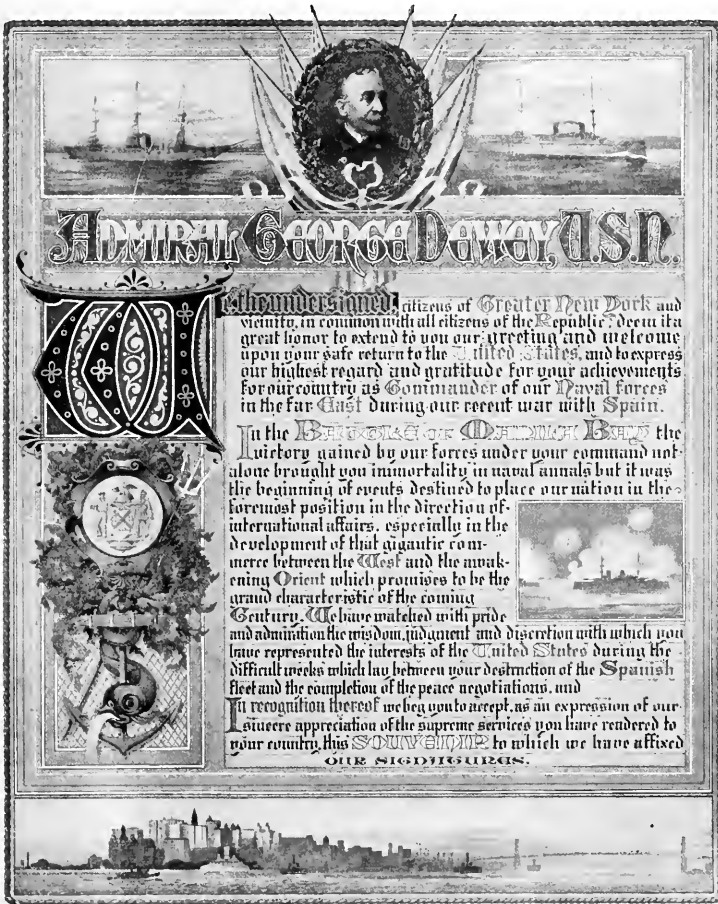 ADMIRAL GEORGE DEWEY, U.S.N.
We the undersigned, citizens of Greater New York and
vicinity, in common with all citizens of the Republic, deem it a
great honor to extend to you our greeting and welcome
upon your safe return to the United States, and to express
our highest regard and gratitude for your achievements
for our country as Commander of our Naval forces
in the far East during our recent war with Spain.
In the BATTLE OF MANILA BAY the
victory gained by our forces under your command not
alone brought you immortality in naval annals but it was
the beginning of events destined to place our nation in the
foremost position in the direction of
international affairs, especially in the
development of that gigantic com-
merce between the West and the awak-
ening Orient which promises to be the
grand characteristic of the coming
Century. We have watched with pride
and admiration the wisdom, judgment and discretion with which you
have represented the interests of the United States during the
difficult weeks which lay between your destruction of the Spanish
fleet and the completion of the peace negotiations, and
In recognition thereof we beg you to accept, as an expression of our
sincere appreciation of the supreme services you have rendered to
your country, this SOUVENIR to which we have affixed
OUR SIGNATURES.